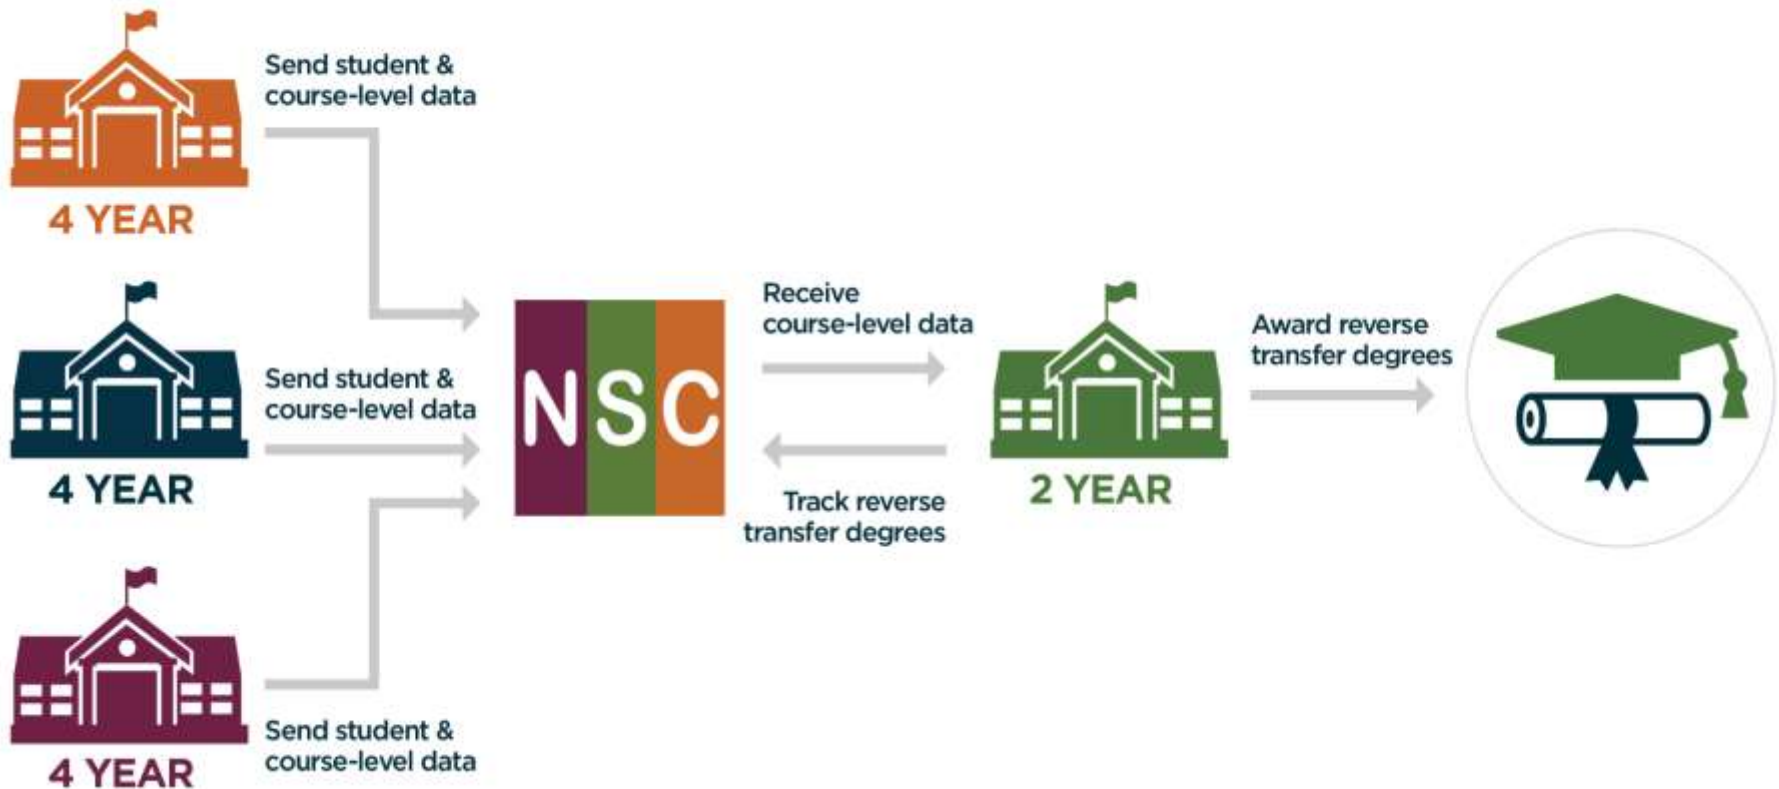 Send student &
course-level data
4 YEAR
Send student &
course-level data
4 YEAR
Send student &
course-level data
4 YEAR
NSC
Receive
course-level data
Track reverse
transfer degrees
2 YEAR
Award reverse
transfer degrees